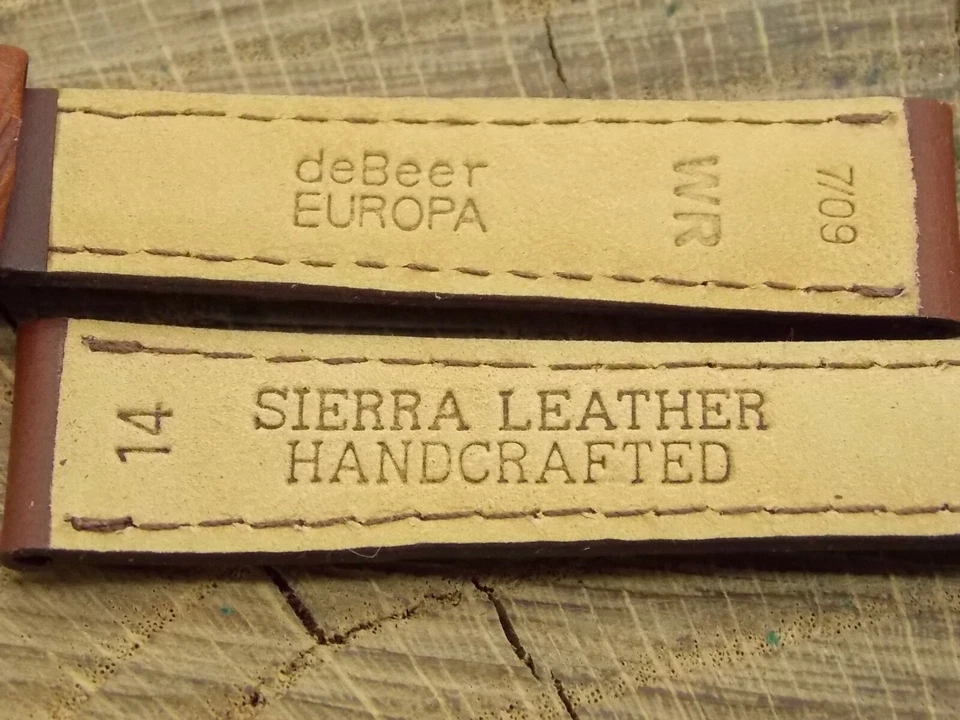 deBeer
EUROPA
WR
7/09
14
SIERRA LEATHER
HANDCRAFTED